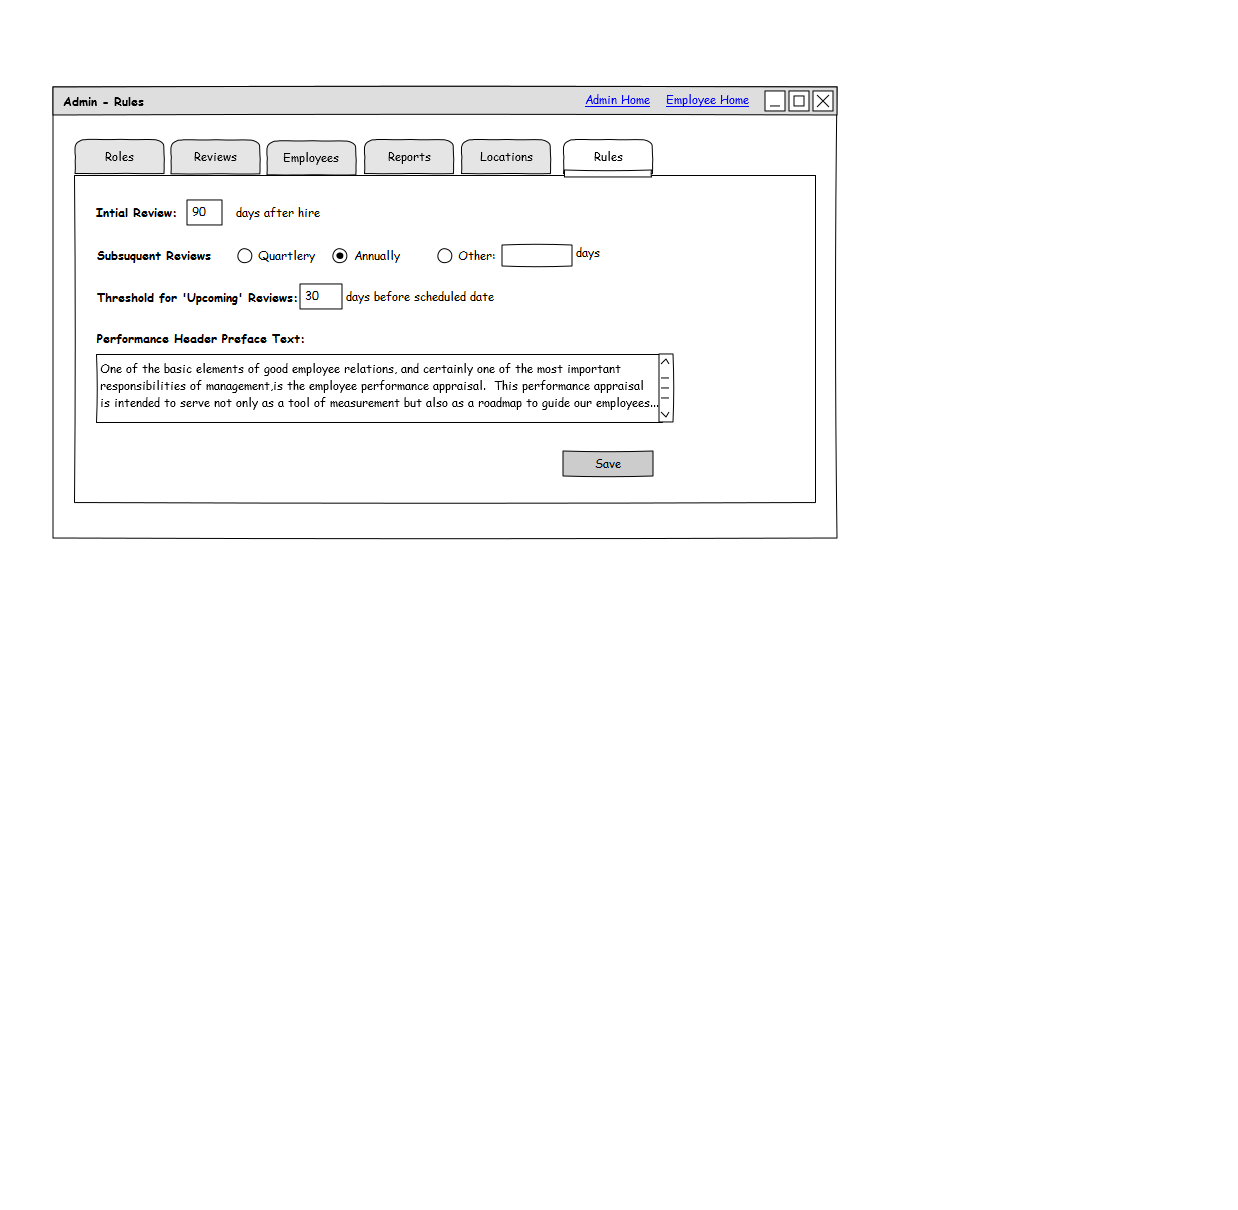 Admin - Rules Admin Home Employee Home
Roles Reviews Employees Reports Locations Rules
Intial Review: 90 days after hire
Subsuquent Reviews Quartlery Annually Other: days
Threshold for 'Upcoming' Reviews: 30 days before scheduled date
Performance Header Preface Text:
One of the basic elements of good employee relations, and certainly one of the most important
responsibilities of management,is the employee performance appraisal. This performance appraisal
is intended to serve not only as a tool of measurement but also as a roadmap to guide our employees...
Save